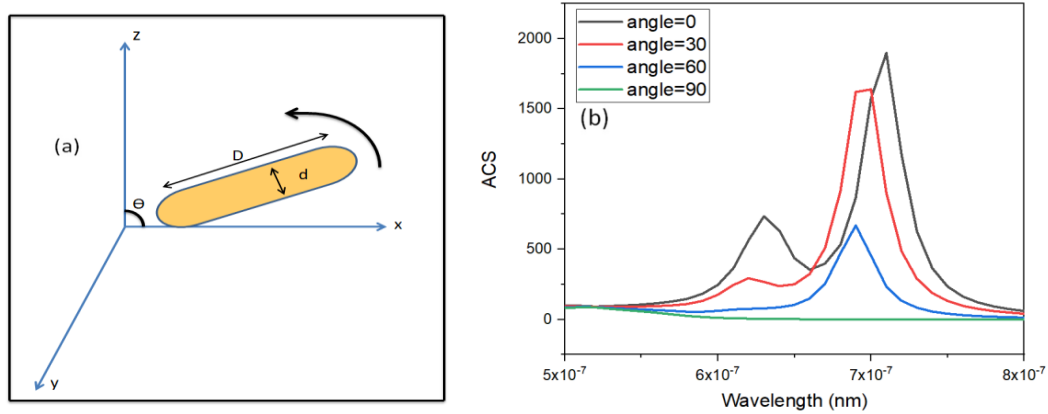 (a)
z
D
d
Ɵ
x
y
angle=0
angle=30
angle=60
angle=90
(b)
ACS
2000
1500
1000
500
0
5x10⁻⁷ 6x10⁻⁷ 7x10⁻⁷ 8x10⁻⁷
Wavelength (nm)